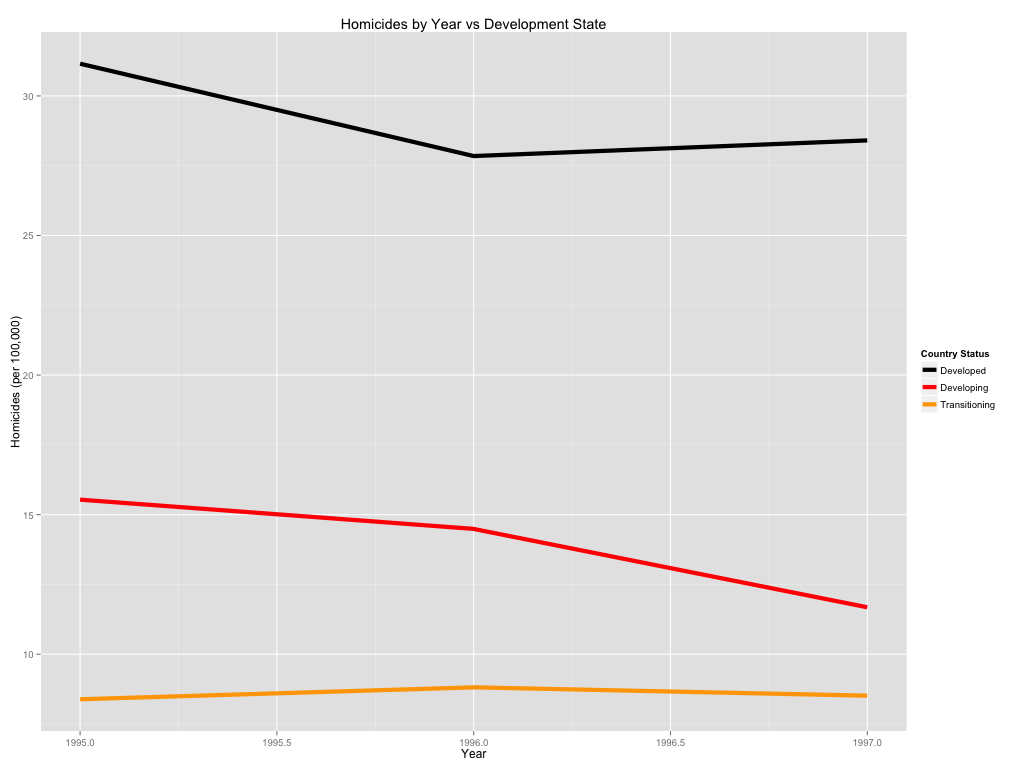 Homicides by Year vs Development State
Homicides (per 100,000)
30
25
20
15
10
1995.0
1995.5
1996.0
1996.5
1997.0
Year
Country Status
Developed
Developing
Transitioning